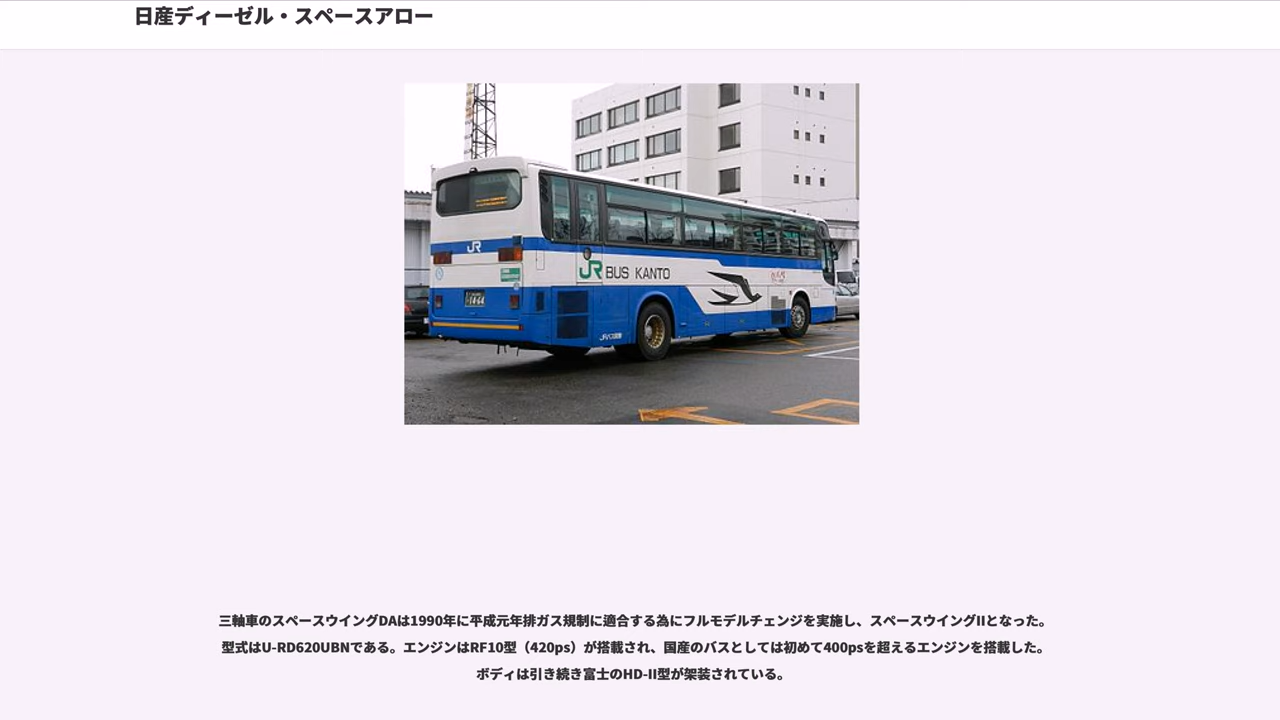 日産ディーゼル・スペースアロー
JR
JR BUS KANTO
14-64
三軸車のスペースウイングDAは1990年に平成元年排ガス規制に適合する為にフルモデルチェンジを実施し、スペースウイングIIとなった。
型式はU-RD620UBNである。エンジンはRF10型（420ps）が搭載され、国産のバスとしては初めて400psを超えるエンジンを搭載した。
ボディは引き続き富士のHD-II型が架装されている。